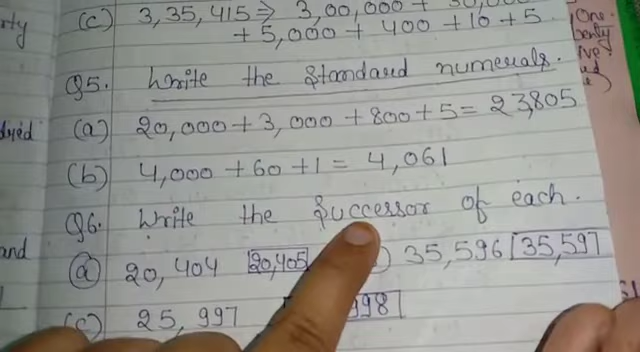 (c) 3,35,415 ⇒ 3,00,000 +
+ 5,000 + 400 + 10 + 5
Q5. Write the Standard numerals.
(a) 20,000 + 3,000 + 800 + 5 = 23,805
(b) 4,000 + 60 + 1 = 4,061
Q6. Write the Successor of each.
(a) 20,404 20,405 ) 35,596 35,597
(c) 25,997 998
and